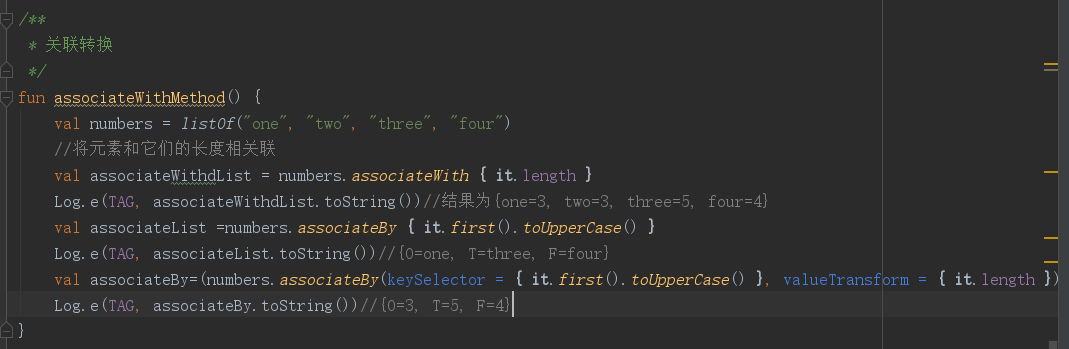 /**
 * 关联转换
 */
fun associateWithMethod() {
    val numbers = listOf("one", "two", "three", "four")
    //将元素和它们的长度相关联
    val associateWithdList = numbers.associateWith { it.length }
    Log.e(TAG, associateWithdList.toString())//结果为{one=3, two=3, three=5, four=4}
    val associateList =numbers.associateBy { it.first().toUpperCase() }
    Log.e(TAG, associateList.toString())//{O=one, T=three, F=four}
    val associateBy=(numbers.associateBy(keySelector = { it.first().toUpperCase() }, valueTransform = { it.length })
    Log.e(TAG, associateBy.toString())//{O=3, T=5, F=4}
}